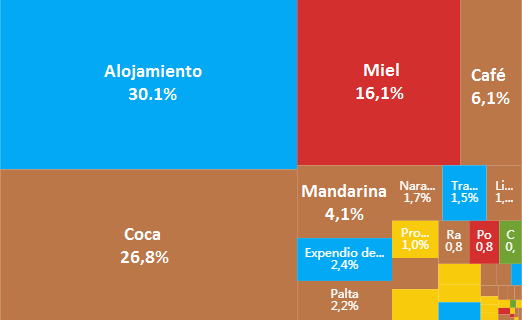 Alojamiento
30.1%
Miel
16,1%
Café
6,1%
Coca
26,8%
Mandarina
4,1%
Expendio de...
2,4%
Palta
2,2%
Nara...
1,7%
Tra...
1,5%
Li...
1,...
Pro...
1,0%
Ra
0,8
Po
0,8
C
0,